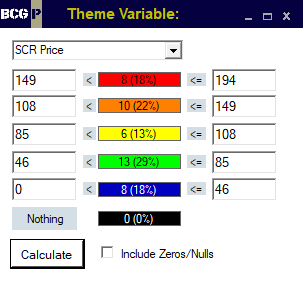 BCG P Theme Variable:
SCR Price
149 < 8 (18%) <= 194
108 < 10 (22%) <= 149
85 < 6 (13%) <= 108
46 < 13 (29%) <= 85
0 < 8 (18%) <= 46
Nothing 0 (0%)
Calculate Include Zeros/Nulls